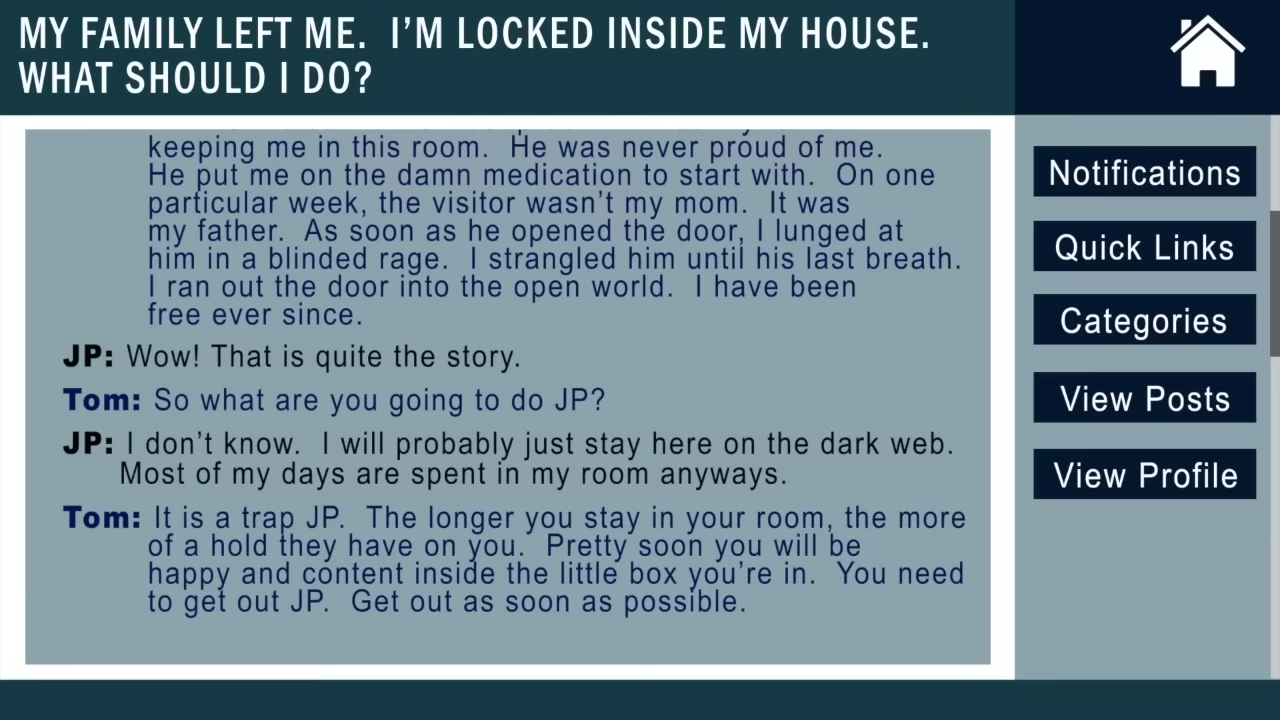 MY FAMILY LEFT ME. I'M LOCKED INSIDE MY HOUSE.
WHAT SHOULD I DO?
keeping me in this room. He was never proud of me.
He put me on the damn medication to start with. On one
particular week, the visitor wasn't my mom. It was
my father. As soon as he opened the door, I lunged at
him in a blinded rage. I strangled him until his last breath.
I ran out the door into the open world. I have been
free ever since.
JP: Wow! That is quite the story.
Tom: So what are you going to do JP?
JP: I don't know. I will probably just stay here on the dark web.
Most of my days are spent in my room anyways.
Tom: It is a trap JP. The longer you stay in your room, the more
of a hold they have on you. Pretty soon you will be
happy and content inside the little box you're in. You need
to get out JP. Get out as soon as possible.
Notifications
Quick Links
Categories
View Posts
View Profile